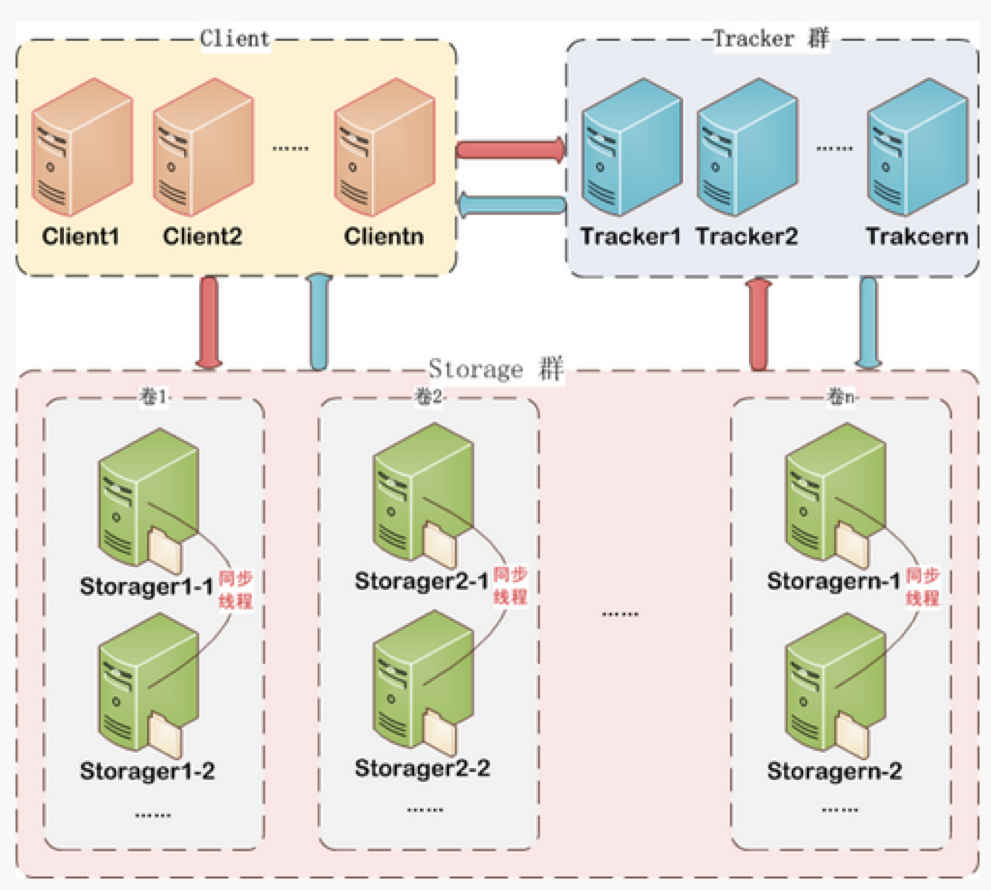 Client
Tracker 群
……
……
Client1
Client2
Clientn
Tracker1
Tracker2
Trakcern
Storage 群
卷1
卷2
卷n
Storager1-1
同步
线程
Storager2-1
同步
线程
Storagern-1
同步
线程
……
Storager1-2
Storager2-2
Storagern-2
……
……
……